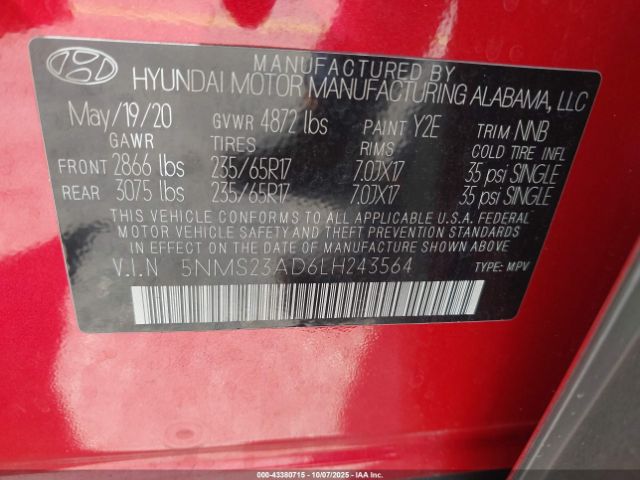 MANUFACTURED BY
HYUNDAI MOTOR MANUFACTURING ALABAMA, LLC
May/19/20 GVWR 4872 lbs PAINT Y2E TRIM NNB
GAWR TIRES RIMS COLD TIRE INFL
FRONT 2866 lbs 235/65R17 7.0JX17 35 psi SINGLE
REAR 3075 lbs 235/65R17 7.0JX17 35 psi SINGLE
THIS VEHICLE CONFORMS TO ALL APPLICABLE U.S.A. FEDERAL
MOTOR VEHICLE SAFETY AND THEFT PREVENTION STANDARDS
IN EFFECT ON THE DATE OF MANUFACTURE SHOWN ABOVE.
V.I.N 5NMS23AD6LH243564 TYPE: MPV
000-43380715 - 10/07/2025 - IAA Inc.